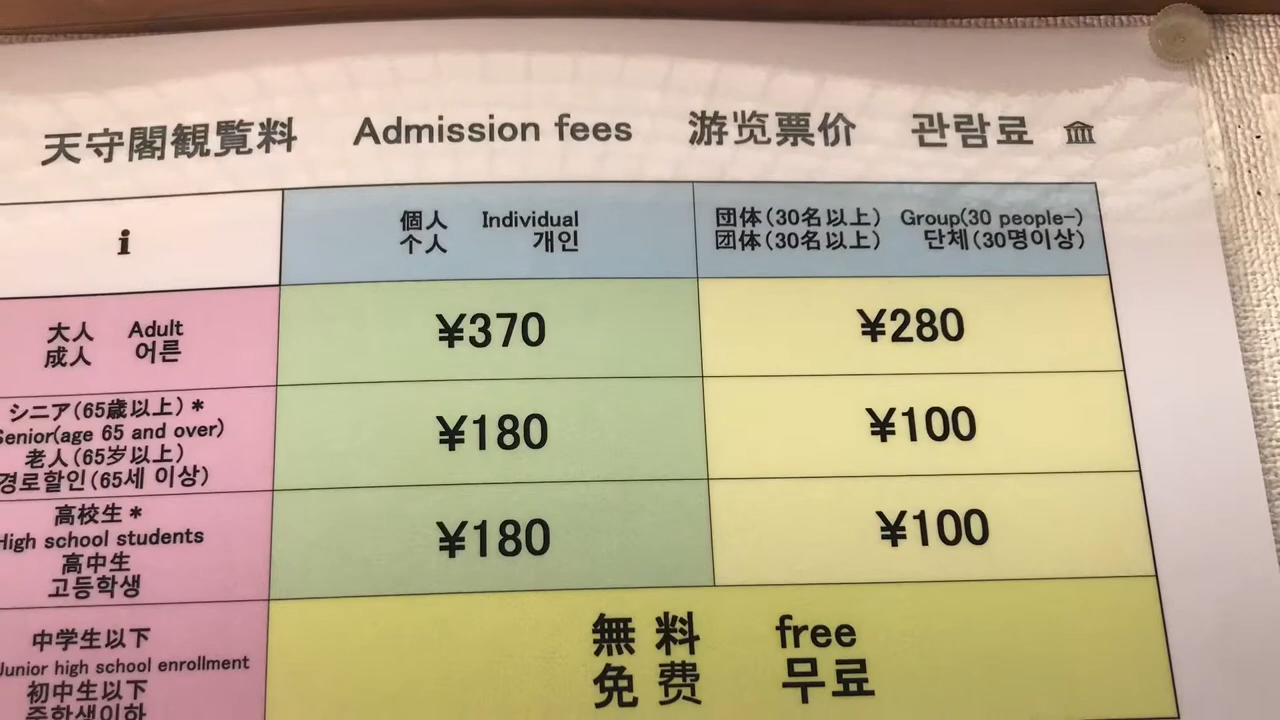 天守閣観覧料 Admission fees 游览票价 관람료
i
個人 Individual
个人 개인
団体(30名以上) Group(30 people-)
团体(30名以上) 단체(30명이상)
大人 Adult
成人 어른
¥370
¥280
シニア(65歳以上)*
Senior(age 65 and over)
老人(65岁以上)
경로할인(65세 이상)
¥180
¥100
高校生*
High school students
高中生
고등학생
¥180
¥100
中学生以下
Junior high school enrollment
初中生以下
중학생이하
無料 free
免费 무료